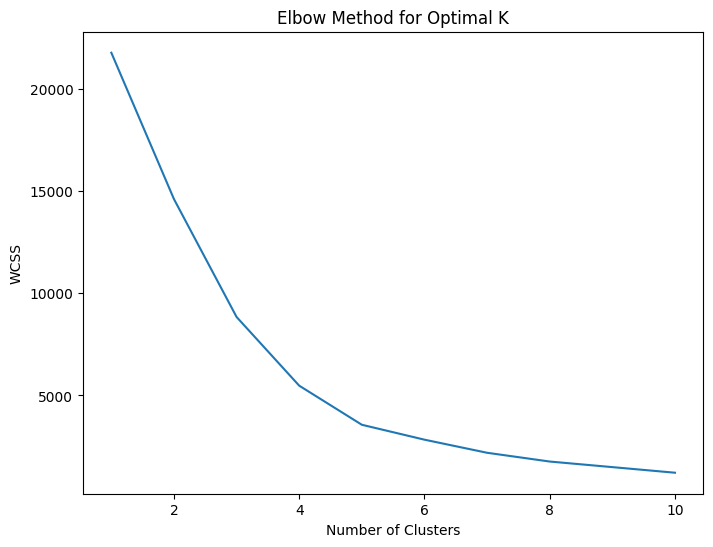 Elbow Method for Optimal K
20000
15000
10000
5000
WCSS
2 4 6 8 10
Number of Clusters